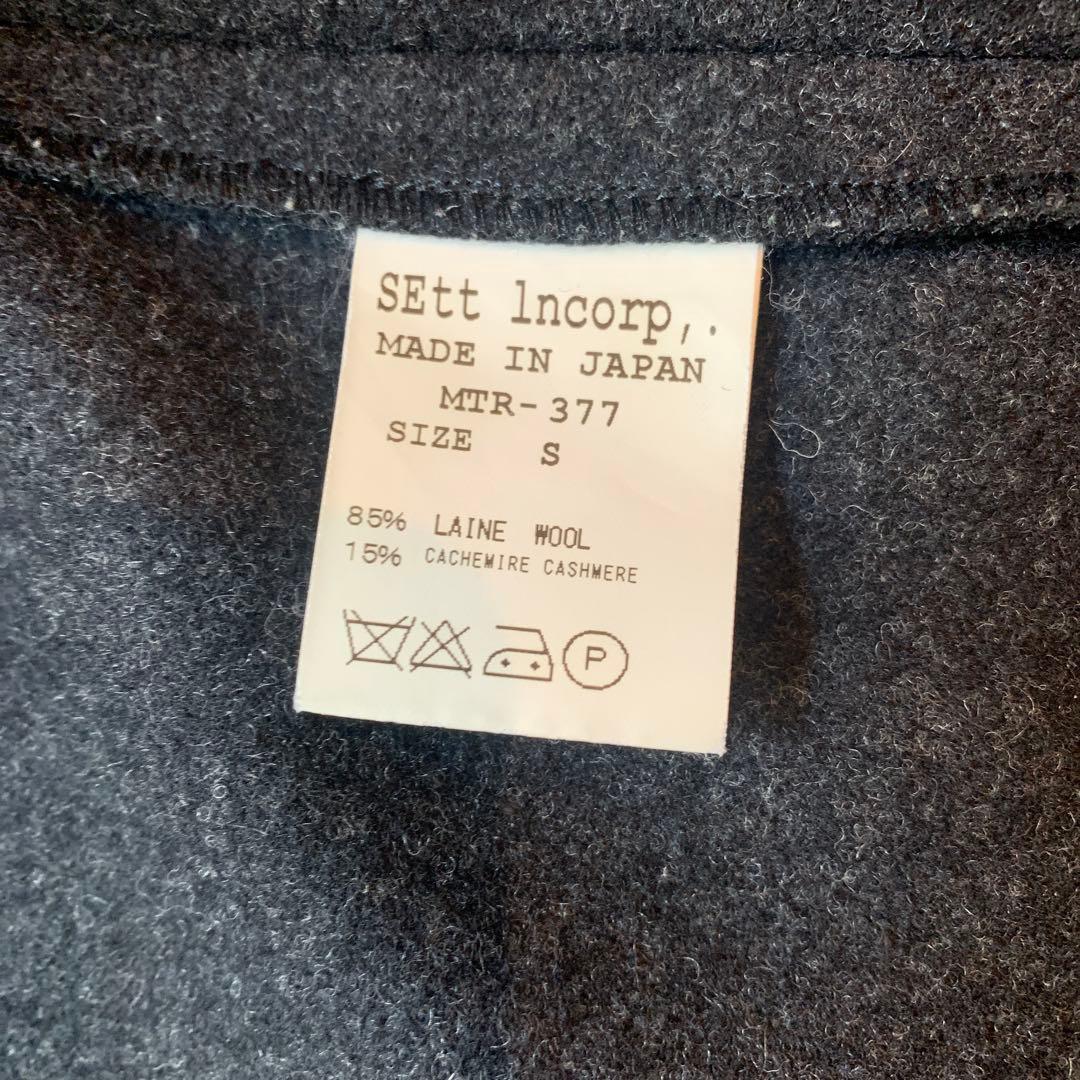 SEtt lncorp,.
MADE IN JAPAN
MTR-377
SIZE S
85% LAINE WOOL
15% CACHEMIRE CASHMERE
P